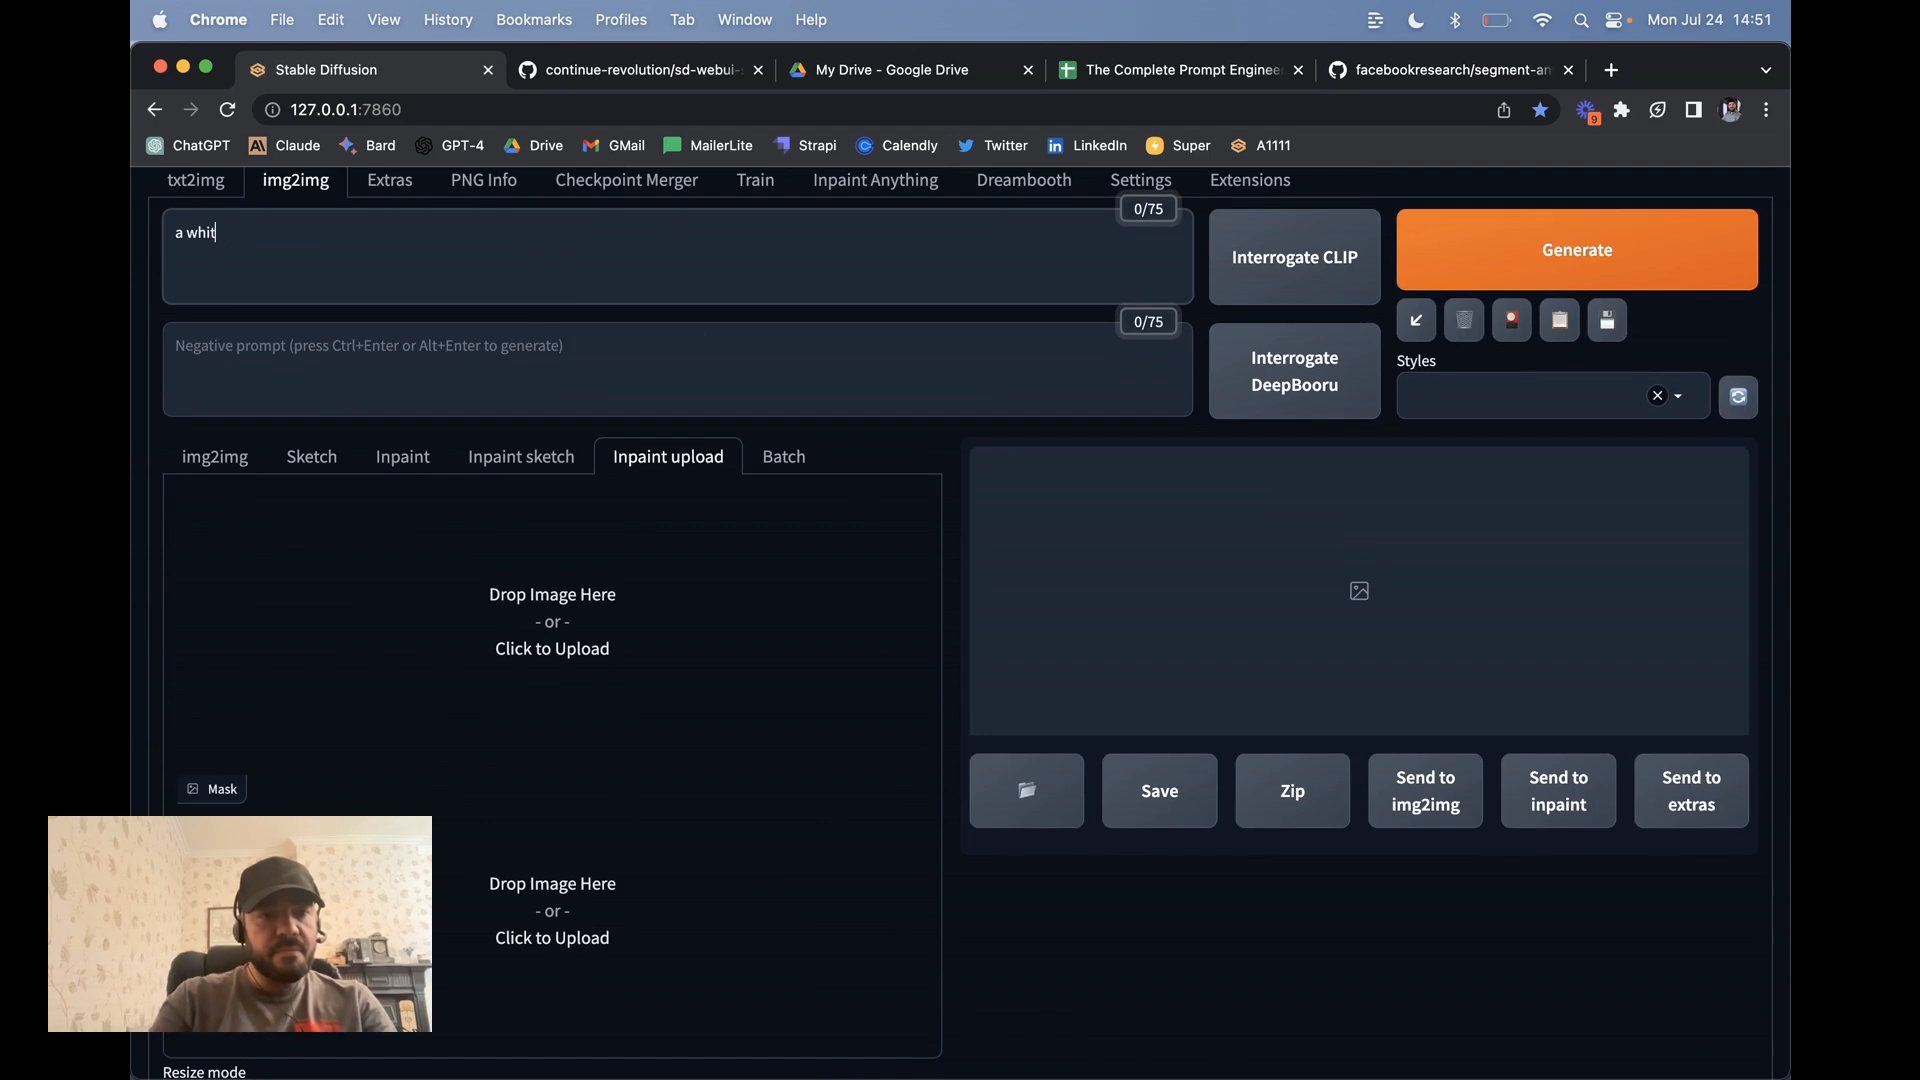 Chrome File Edit View History Bookmarks Profiles Tab Window Help Mon Jul 24 14:51
Stable Diffusion continue-revolution/sd-webui- My Drive - Google Drive The Complete Prompt Enginee facebookresearch/segment-an
127.0.0.1:7860 9
ChatGPT Claude Bard GPT-4 Drive GMail MailerLite Strapi Calendly Twitter LinkedIn Super A1111
txt2img img2img Extras PNG Info Checkpoint Merger Train Inpaint Anything Dreambooth Settings Extensions
0/75
a whit
Interrogate CLIP
Generate
0/75
Negative prompt (press Ctrl+Enter or Alt+Enter to generate)
Interrogate
DeepBooru
Styles
img2img Sketch Inpaint Inpaint sketch Inpaint upload Batch
Drop Image Here
- or -
Click to Upload
Mask
Drop Image Here
- or -
Click to Upload
Save
Zip
Send to
img2img
Send to
inpaint
Send to
extras
Resize mode